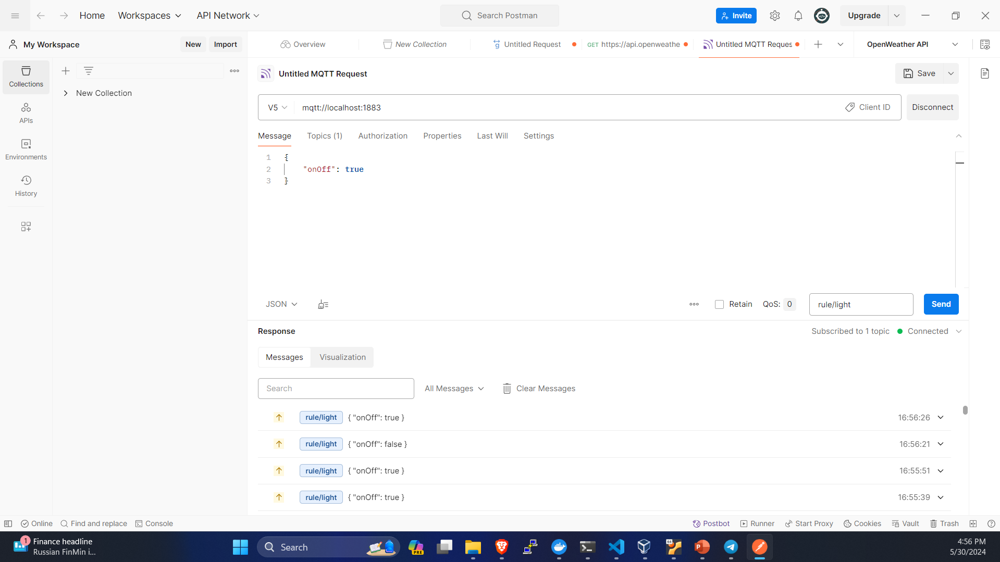 Home
Workspaces
API Network
Search Postman
Invite
Upgrade
My Workspace
New
Import
Overview
New Collection
Untitled Request
GET https://api.openweathe
Untitled MQTT Reques
OpenWeather API
Collections
APIs
Environments
History
New Collection
Untitled MQTT Request
Save
V5
mqtt://localhost:1883
Client ID
Disconnect
Message
Topics (1)
Authorization
Properties
Last Will
Settings
1 {
2 "onOff": true
3 }
JSON
Retain
QoS: 0
rule/light
Send
Response
Subscribed to 1 topic
Connected
Messages
Visualization
Search
All Messages
Clear Messages
rule/light { "onOff": true } 16:56:26
rule/light { "onOff": false } 16:56:21
rule/light { "onOff": true } 16:55:51
rule/light { "onOff": true } 16:55:39
Online
Find and replace
Console
Postbot
Runner
Start Proxy
Cookies
Vault
Trash
1
Finance headline
Russian FinMin i...
Search
PRE
64
4:56 PM
5/30/2024